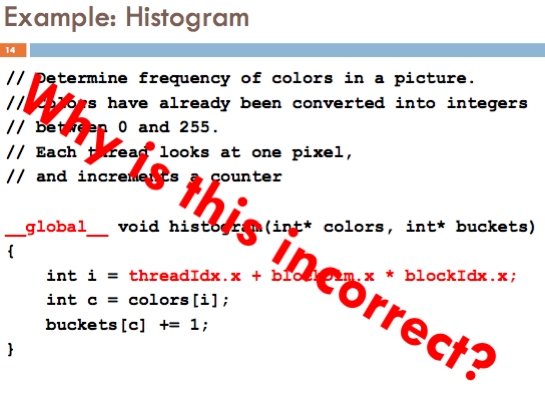 Example: Histogram
14
// Determine frequency of colors in a picture.
// Colors have already been converted into integers
// between 0 and 255.
// Each thread looks at one pixel,
// and increments a counter
__global__ void histogram(int* colors, int* buckets)
{
int i = threadIdx.x + blockDim.x * blockIdx.x;
int c = colors[i];
buckets[c] += 1;
}
Why is this incorrect?